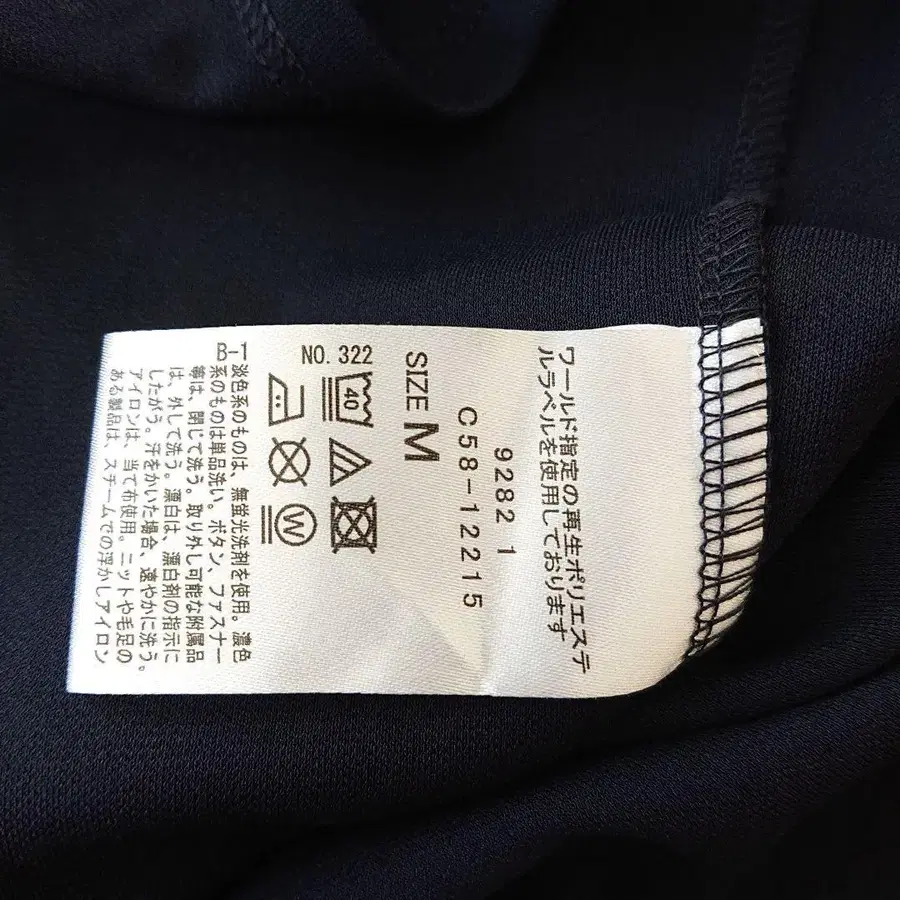 ワールド指定の再生ポリエステ
ルラベルを使用しております
9282 1
C58-12215
SIZE M
NO. 322
40
W
淡色系のものは、無蛍光洗剤を使用。濃色
系のものは単品洗い。ボタン、ファスナー
等は、閉じて洗う。取り外し可能な附属品
は、外して洗う。漂白は、漂白剤の指示に
したがう。汗をかいた場合、速やかに洗う。
アイロンは、当て布使用。ニットや毛足の
ある製品は、スチームでの浮かしアイロン